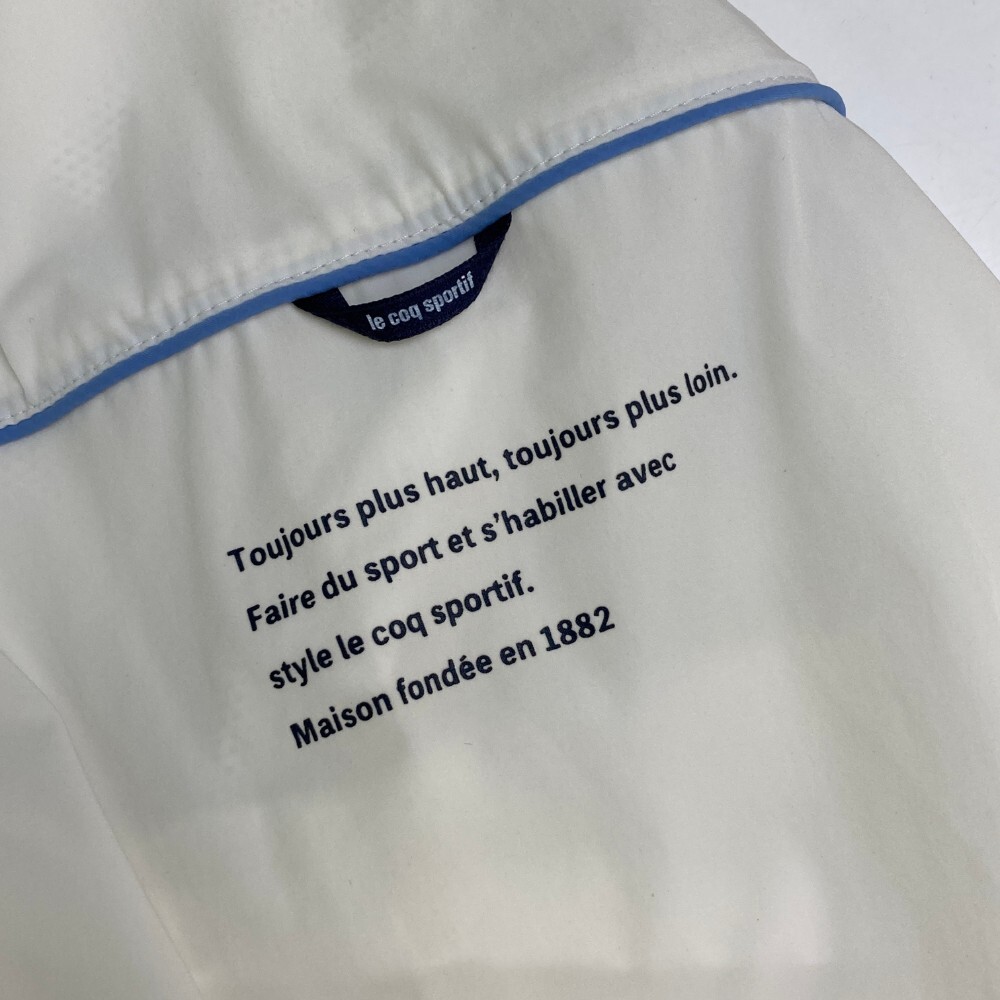 le coq sportif
Toujours plus haut, toujours plus loin.
Faire du sport et s'habiller avec
style le coq sportif.
Maison fondée en 1882